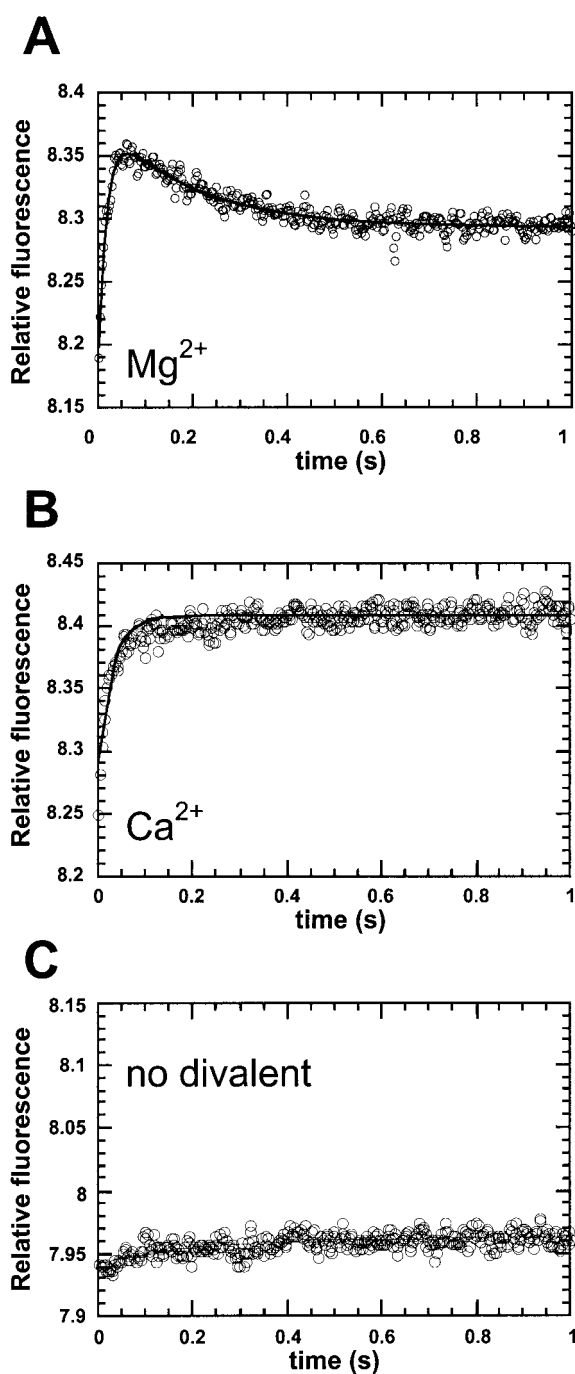 A
Relative fluorescence
8.4
8.35
8.3
8.25
8.2
8.15
Mg2+
0 0.2 0.4 0.6 0.8 1
time (s)
B
Relative fluorescence
8.45
8.4
8.35
8.3
8.25
8.2
Ca2+
0 0.2 0.4 0.6 0.8 1
time (s)
C
Relative fluorescence
8.15
8.1
8.05
8
7.95
7.9
no divalent
0 0.2 0.4 0.6 0.8 1
time (s)